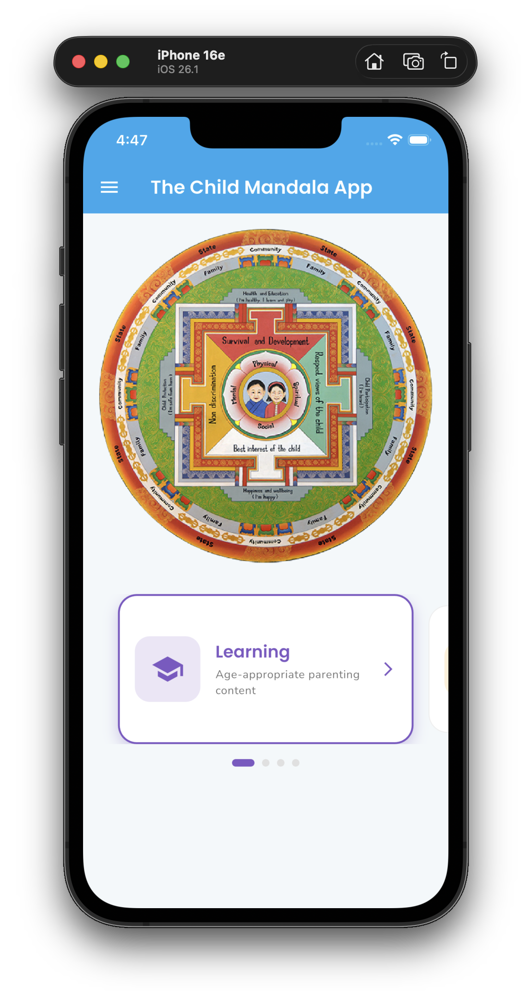 iPhone 16e
iOS 26.1
4:47
The Child Mandala App
State
State
Community
Family
Family
Community
Community
Health and Education
(I'm healthy. I learn and play)
State
State
Family
Family
Survival and Development
Physical
Mental
Spiritual
Social
Non discrimination
Respect views of the child
Best interest of the child
Child Protection
(I'm safe from harm)
Child Participation
(I'm heard)
Community
Community
Family
Family
State
State
Happiness and wellbeing
(I'm happy)
Community
Community
Family
Family
Community
State
State
Learning
Age-appropriate parenting
content